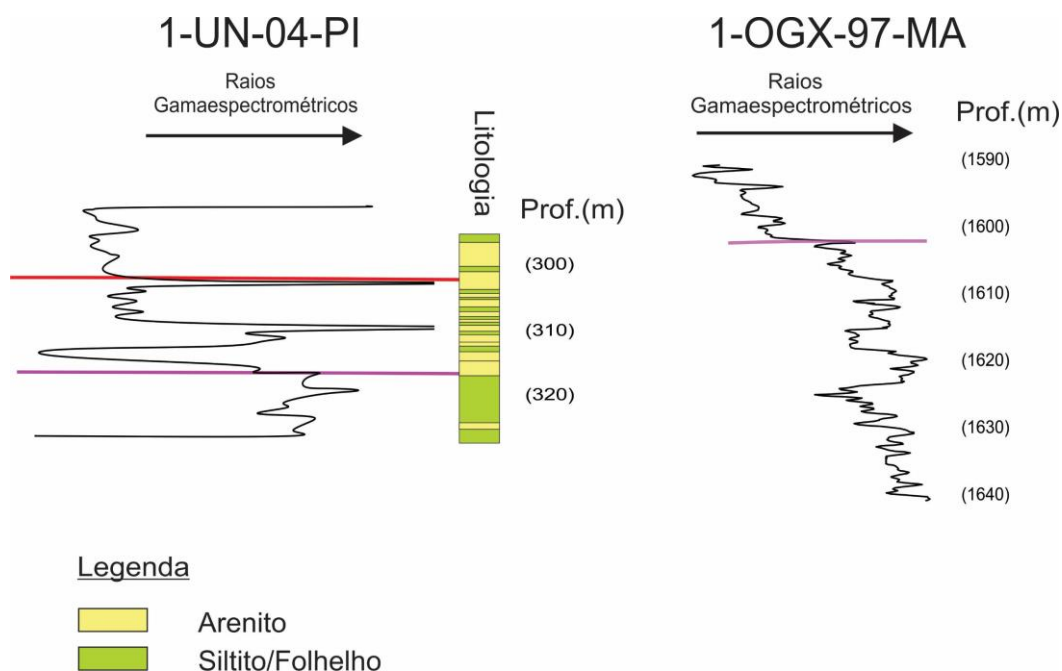 1-UN-04-PI
Raios
Gamaespectrométricos
Litologia
Prof.(m)
(300)
(310)
(320)
1-OGX-97-MA
Raios
Gamaespectrométricos
Prof.(m)
(1590)
(1600)
(1610)
(1620)
(1630)
(1640)
Legenda
Arenito
Siltito/Folhelho